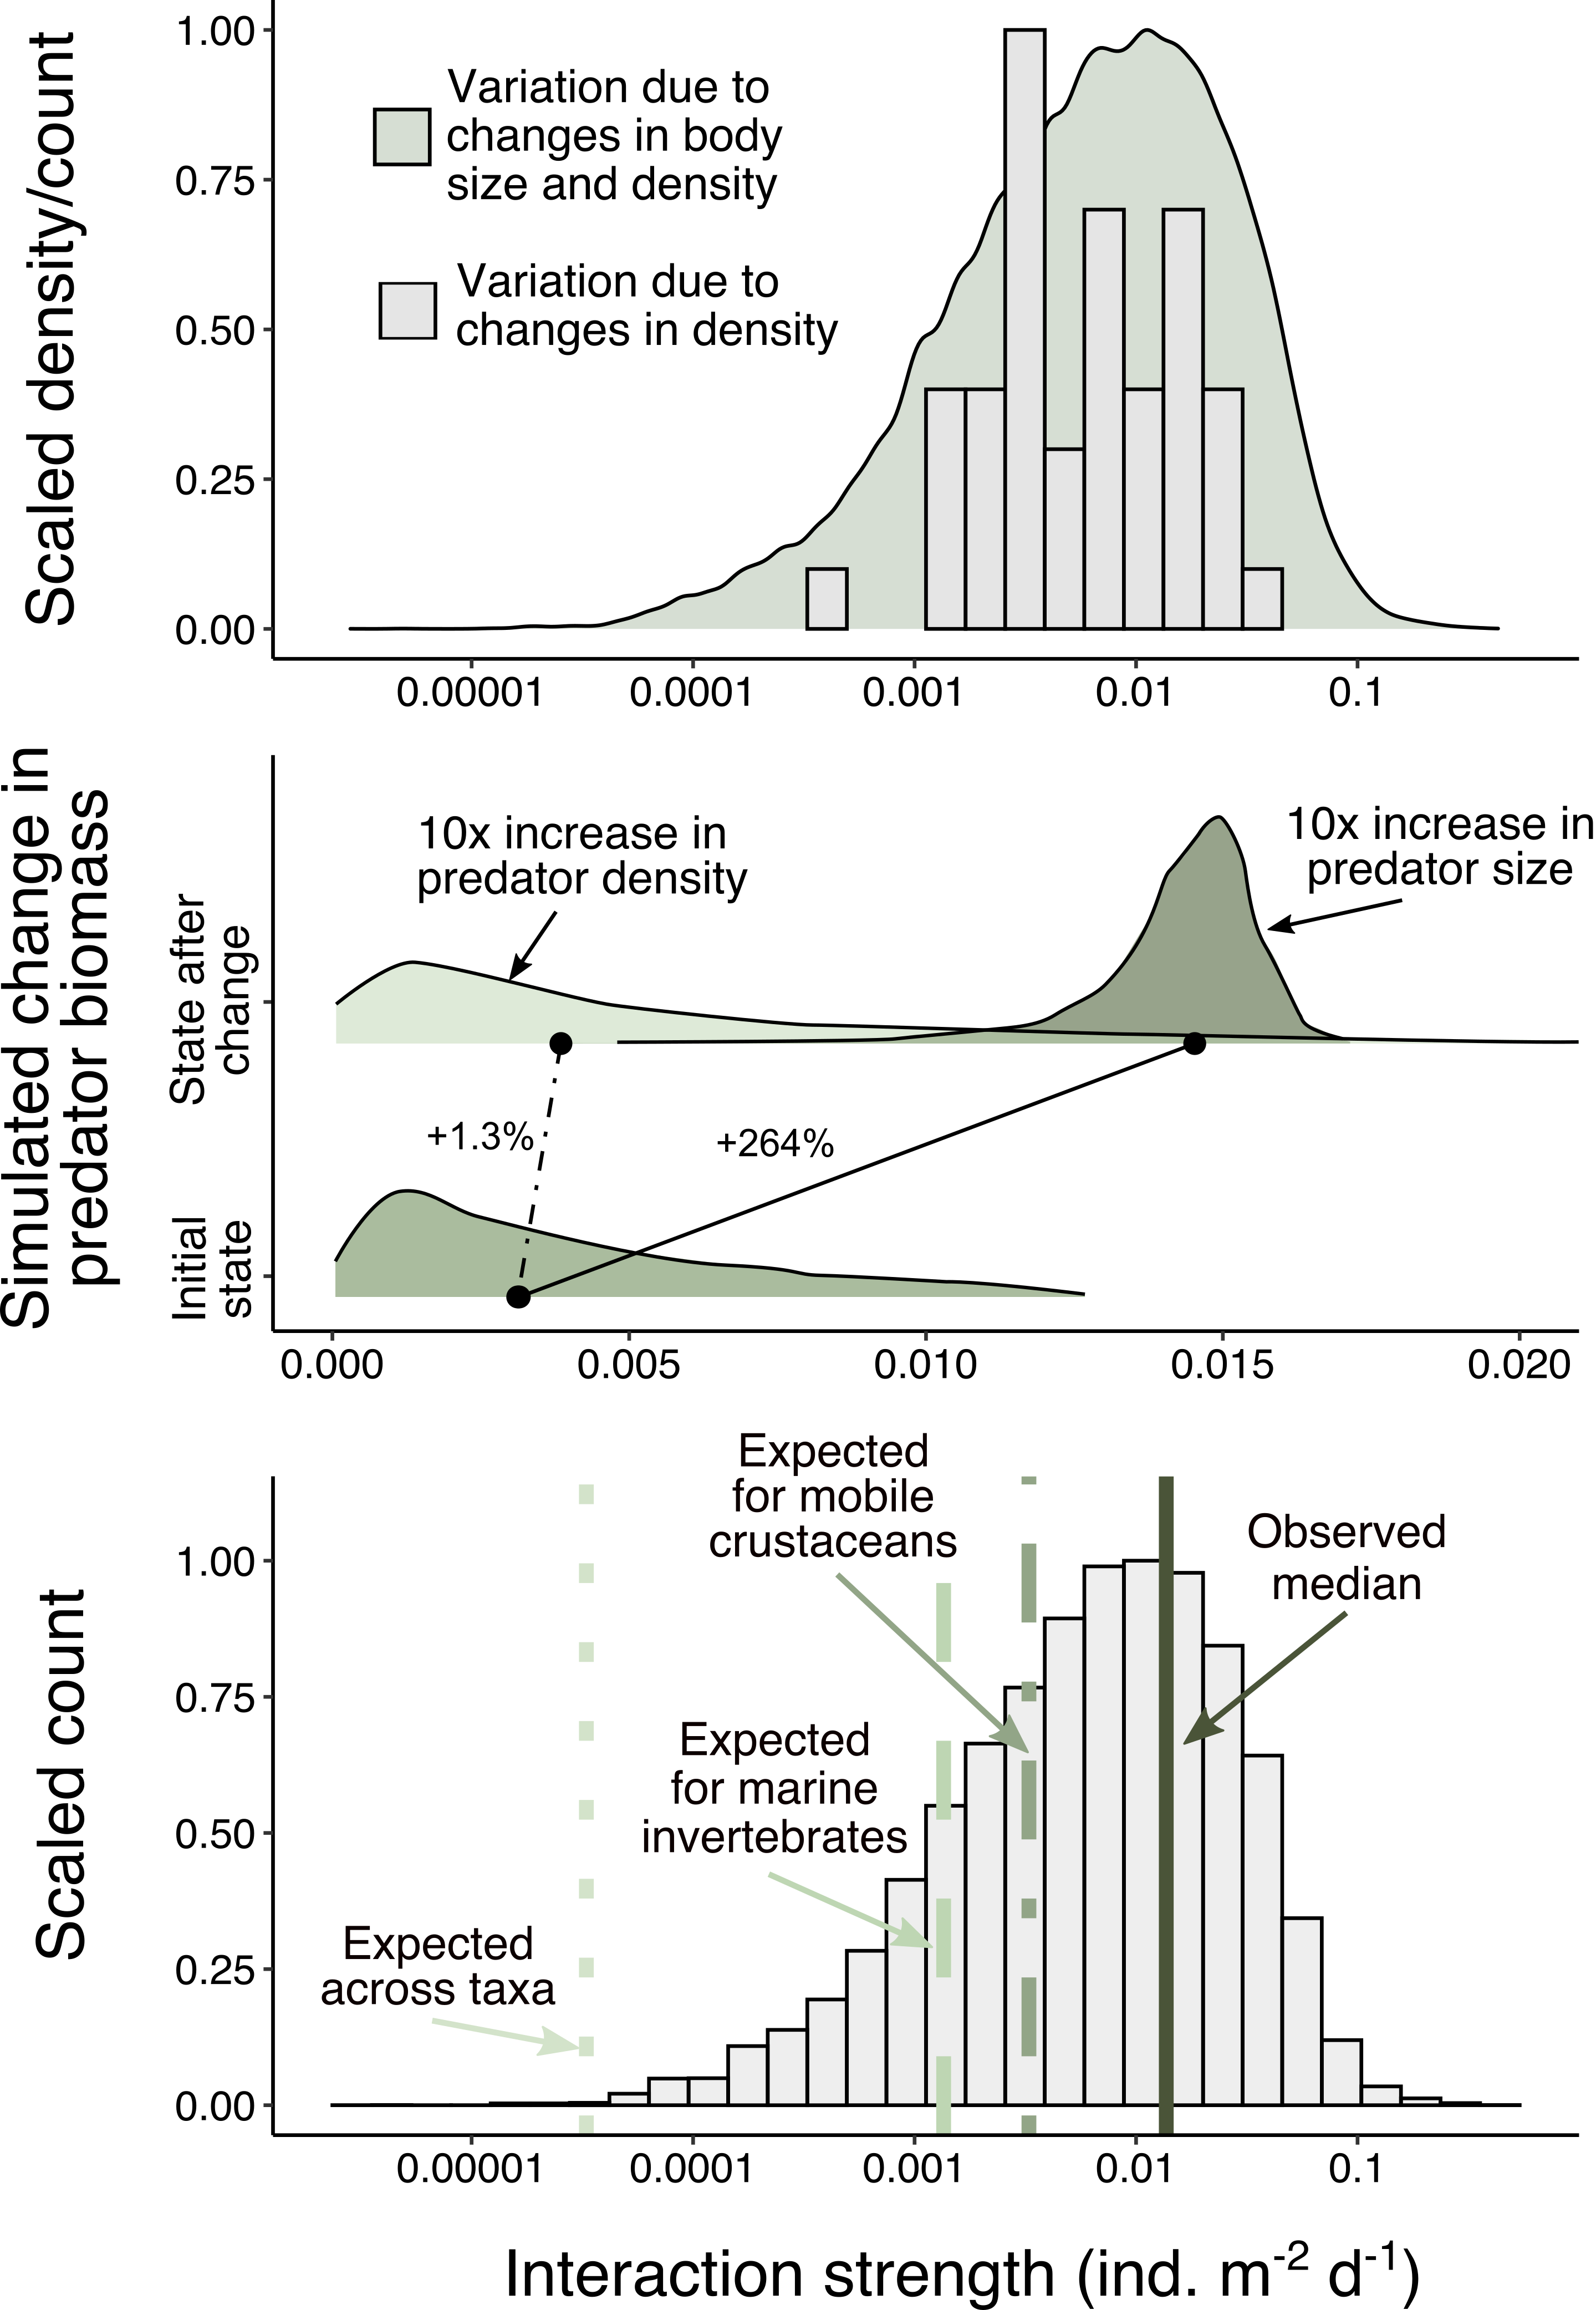 Scaled density/count
1.00
0.75
0.50
0.25
0.00
Variation due to
changes in body
size and density
Variation due to
changes in density
0.00001
0.0001
0.001
0.01
0.1
Simulated change in
predator biomass
State after
change
Initial
state
10x increase in
predator density
10x increase in
predator size
+1.3%
+264%
0.000
0.005
0.010
0.015
0.020
Scaled count
1.00
0.75
0.50
0.25
0.00
Expected
for mobile
crustaceans
Observed
median
Expected
for marine
invertebrates
Expected
across taxa
0.00001
0.0001
0.001
0.01
0.1
Interaction strength (ind. m⁻² d⁻¹)